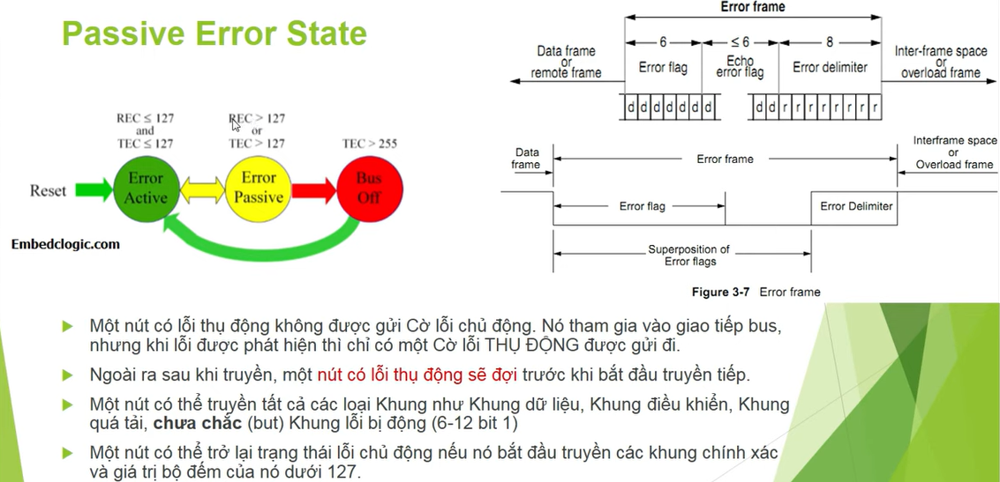 Passive Error State
REC ≤ 127
and
TEC ≤ 127
REC > 127
or
TEC > 127
TEC > 255
Reset
Error
Active
Error
Passive
Bus
Off
Embedclogic.com
Error frame
Data frame
or
remote frame
6
≤ 6
8
Error flag
Echo
error flag
Error delimiter
Inter-frame space
or
overload frame
d d d d d d d
d d r r r r r r r r
Data
frame
Error frame
Interframe space
or
Overload frame
Error flag
Error Delimiter
Superposition of
Error flags
Figure 3-7 Error frame
Một nút có lỗi thụ động không được gửi Cờ lỗi chủ động. Nó tham gia vào giao tiếp bus,
nhưng khi lỗi được phát hiện thì chỉ có một Cờ lỗi THỤ ĐỘNG được gửi đi.
Ngoài ra sau khi truyền, một nút có lỗi thụ động sẽ đợi trước khi bắt đầu truyền tiếp.
Một nút có thể truyền tất cả các loại Khung như Khung dữ liệu, Khung điều khiển, Khung
quá tải, chưa chắc (but) Khung lỗi bị động (6-12 bit 1)
Một nút có thể trở lại trạng thái lỗi chủ động nếu nó bắt đầu truyền các khung chính xác
và giá trị bộ đếm của nó dưới 127.